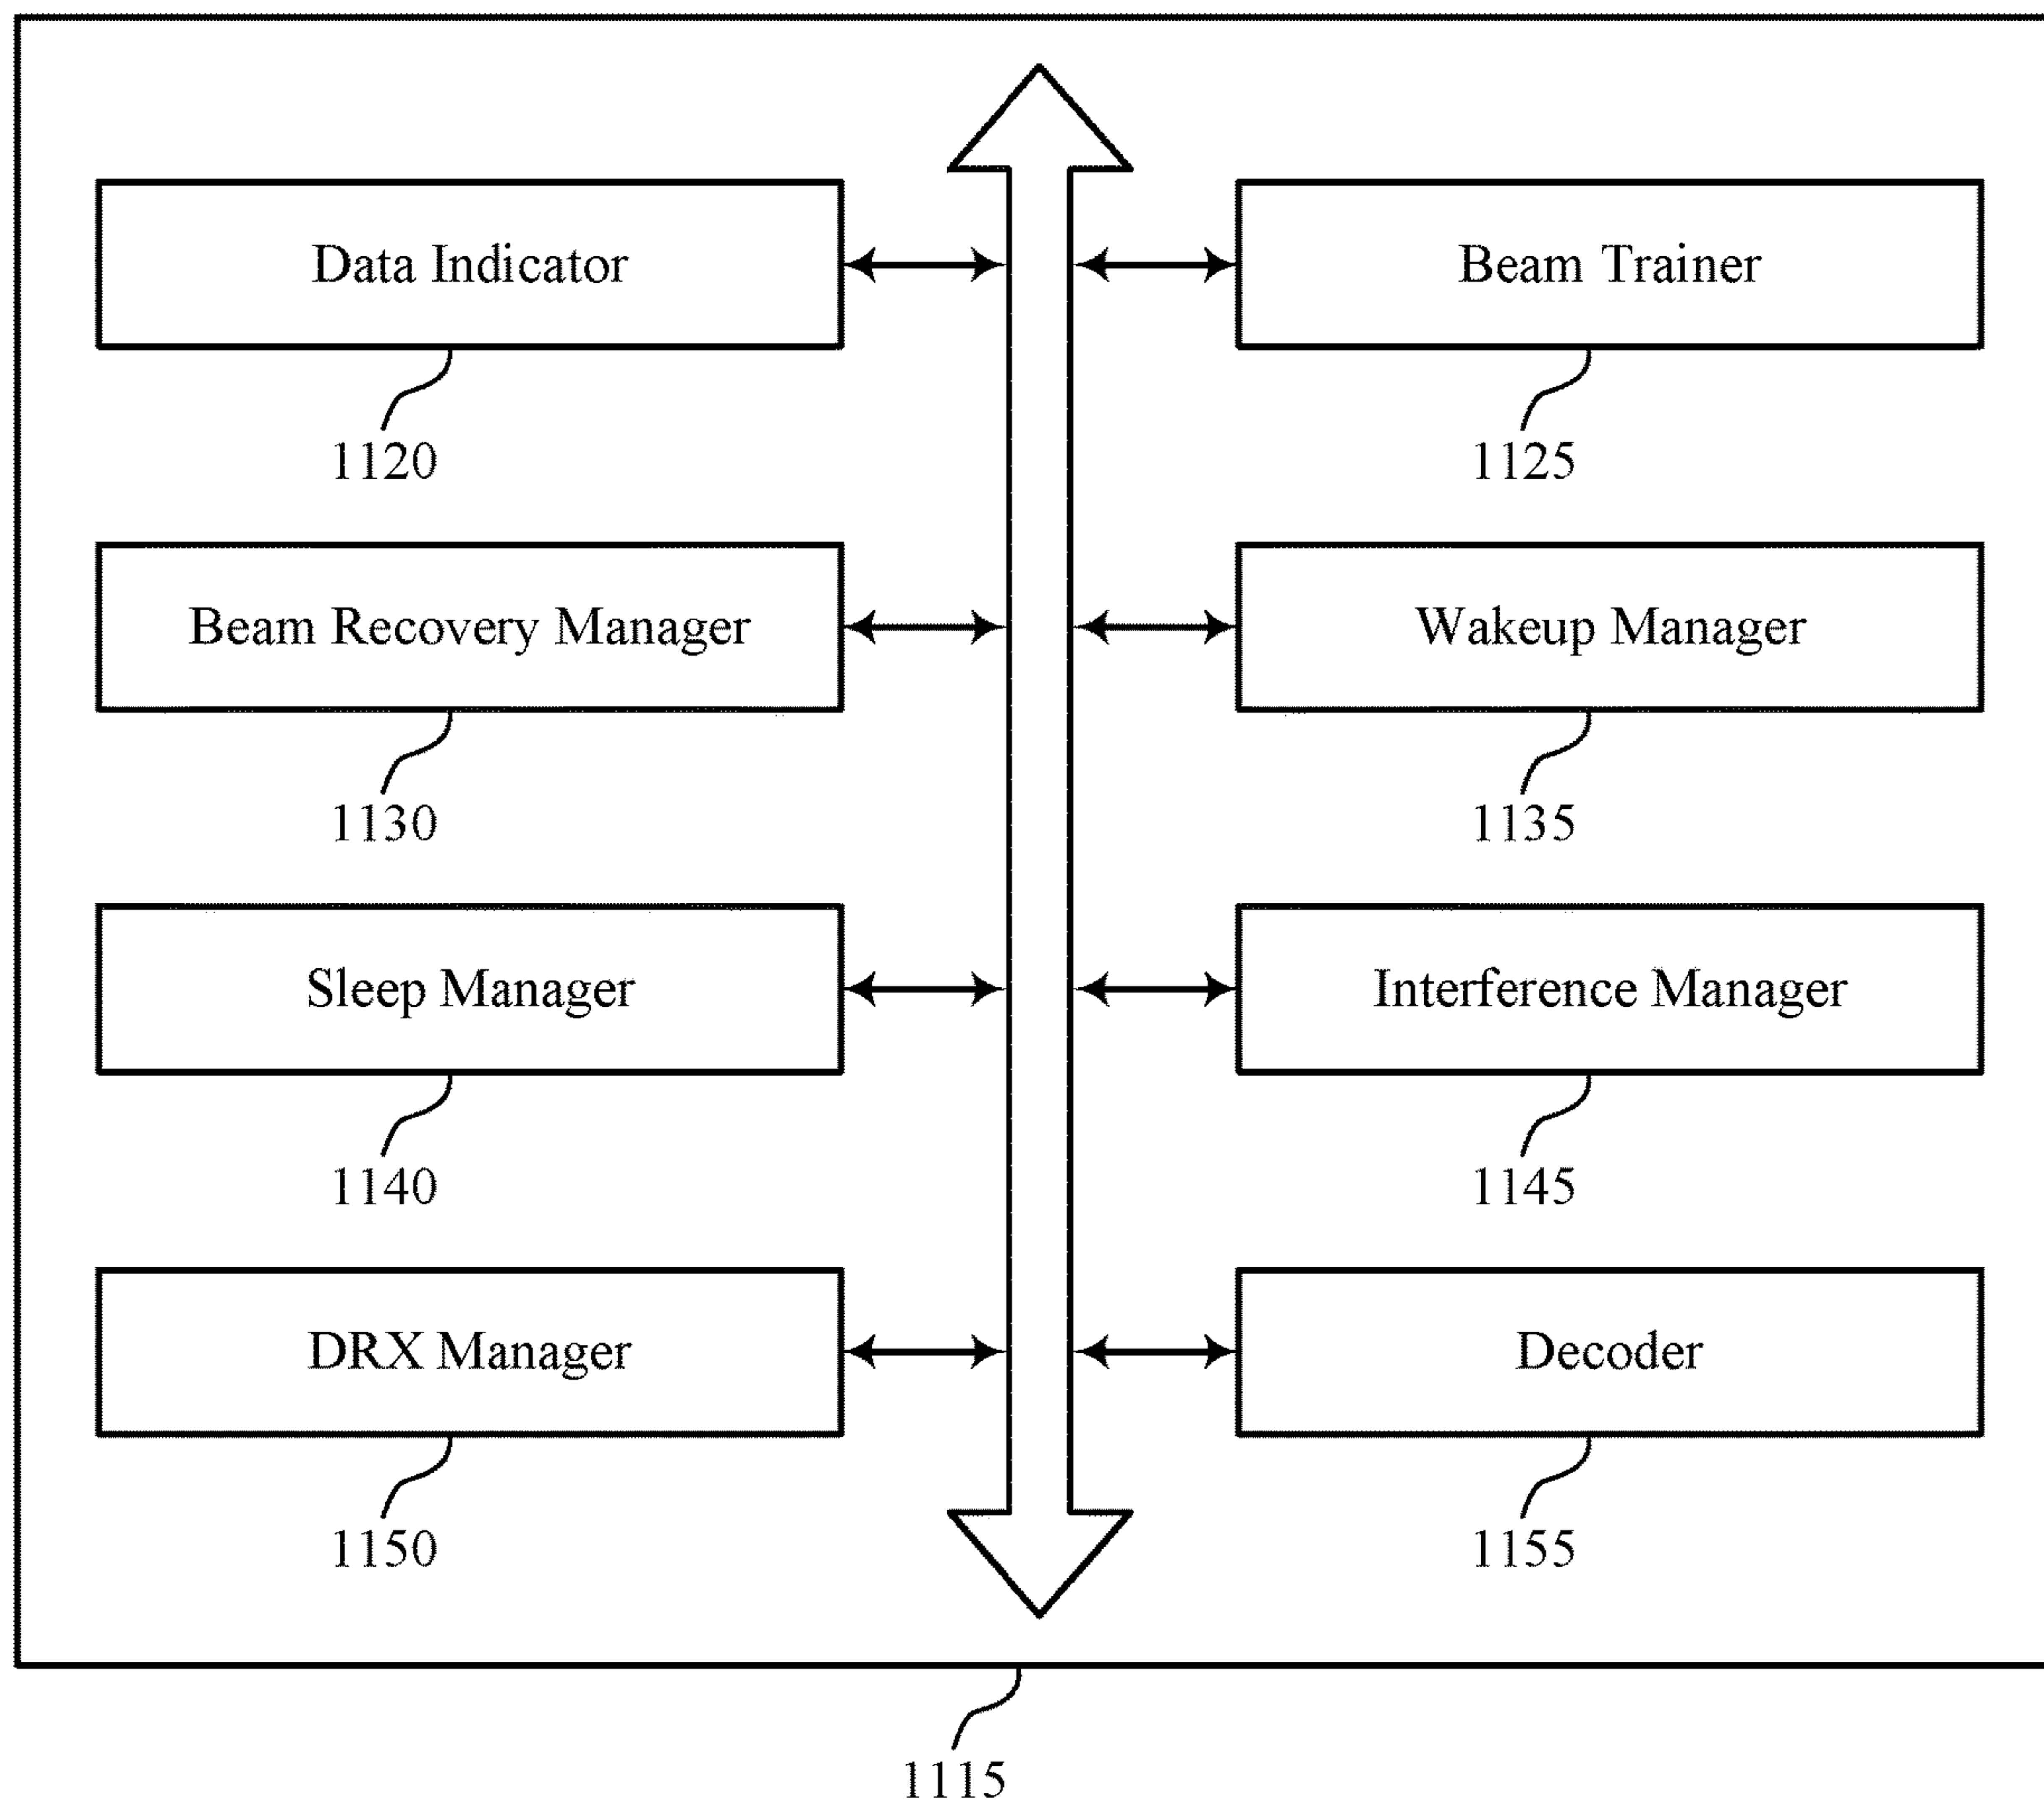 Data Indicator
Beam Trainer
1120
1125
Beam Recovery Manager
Wakeup Manager
1130
1135
Sleep Manager
Interference Manager
1140
1145
DRX Manager
Decoder
1150
1155
1115